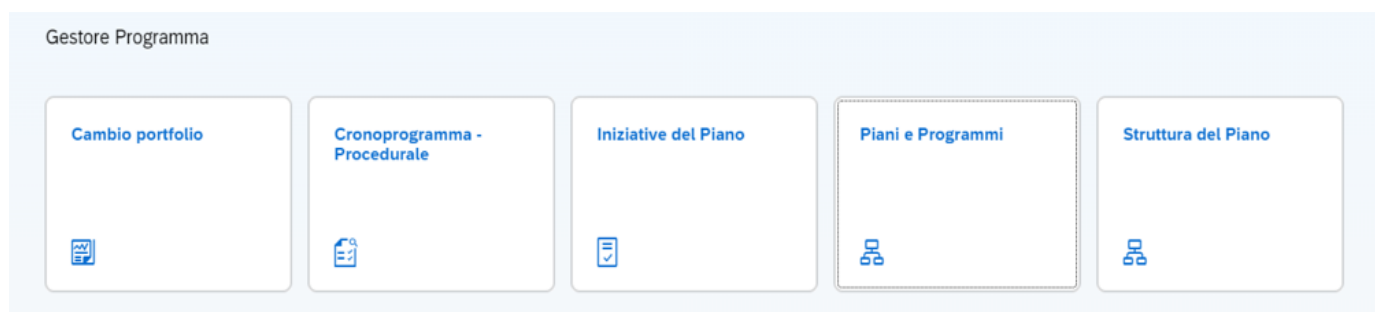 Gestore Programma
Cambio portfolio
Cronoprogramma -
Procedurale
Iniziative del Piano
Piani e Programmi
Struttura del Piano